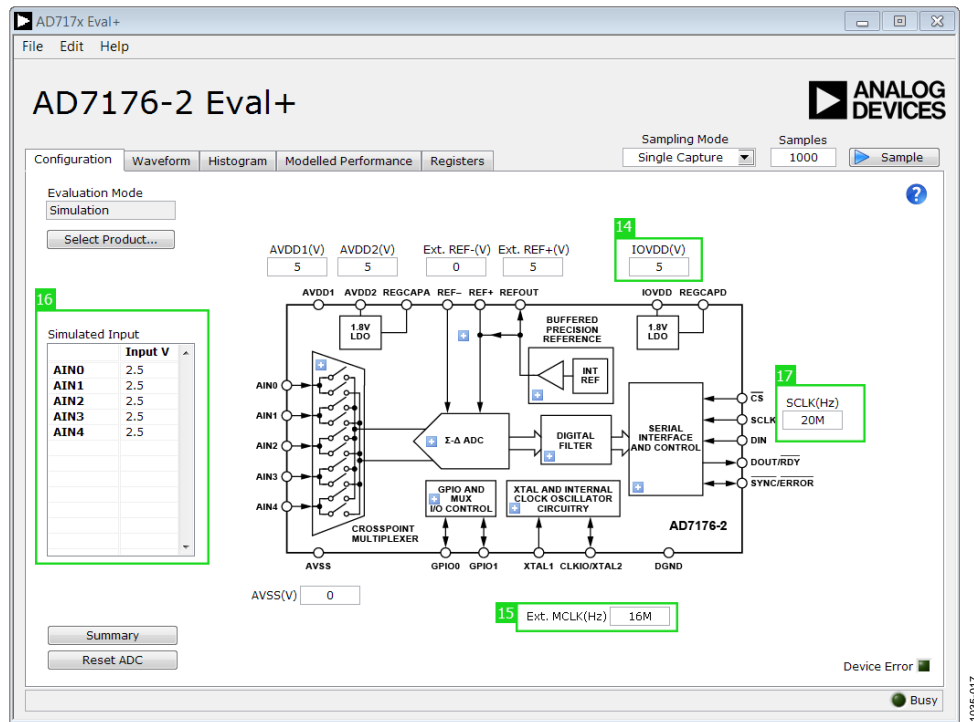 AD717x Eval+
File Edit Help
AD7176-2 Eval+
ANALOG
DEVICES
Sampling Mode
Samples
Configuration
Waveform
Histogram
Modelled Performance
Registers
Single Capture
1000
Sample
Evaluation Mode
Simulation
?
Select Product...
14
AVDD1(V)
AVDD2(V)
Ext. REF-(V)
Ext. REF+(V)
IOVDD(V)
5
5
0
5
5
AVDD1 AVDD2 REGCAPA REF– REF+ REFOUT
IOVDD REGCAPD
16
Simulated Input
Input V
AIN0 2.5
AIN1 2.5
AIN2 2.5
AIN3 2.5
AIN4 2.5
1.8V
LDO
BUFFERED
PRECISION
REFERENCE
1.8V
LDO
INT
REF
17
SCLK(Hz)
20M
AIN0
AIN1
AIN2
AIN3
AIN4
Σ-Δ ADC
DIGITAL
FILTER
SERIAL
INTERFACE
AND CONTROL
CS
SCLK
DIN
DOUT/RDY
SYNC/ERROR
GPIO AND
MUX
I/O CONTROL
XTAL AND INTERNAL
CLOCK OSCILLATOR
CIRCUITRY
CROSSPOINT
MULTIPLEXER
AD7176-2
AVSS
GPIO0 GPIO1
XTAL1 CLKIO/XTAL2
DGND
AVSS(V) 0
15
Ext. MCLK(Hz) 16M
Summary
Reset ADC
Device Error
Busy